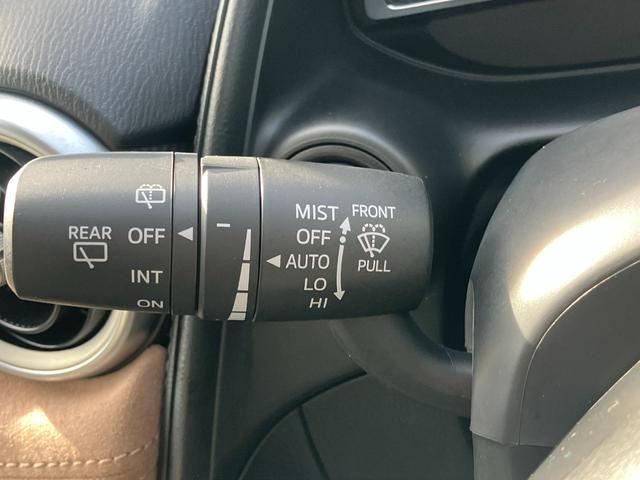 REAR
OFF
INT
ON
MIST
OFF
AUTO
LO
HI
FRONT
PULL